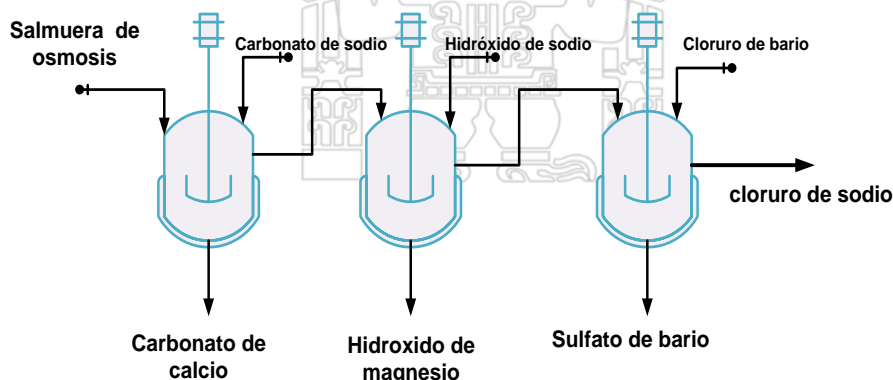 Salmuera de
osmosis
Carbonato de sodio
Hidróxido de sodio
Cloruro de bario
cloruro de sodio
Carbonato de
calcio
Hidroxido de
magnesio
Sulfato de bario